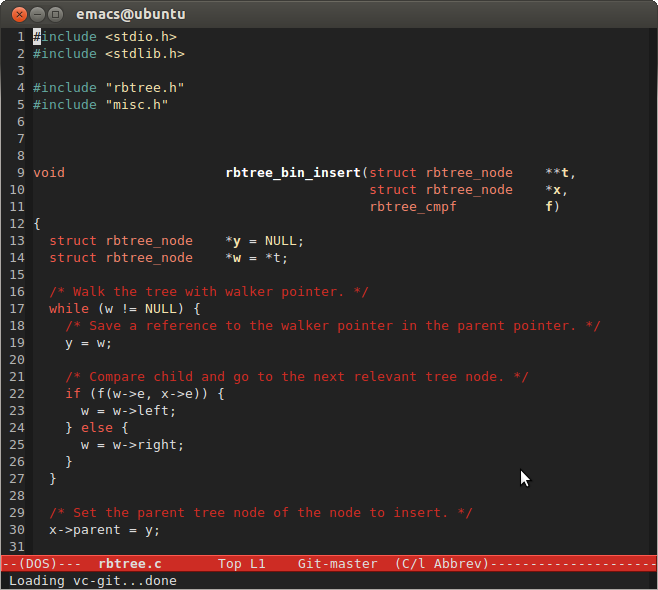 emacs@ubuntu
1 #include <stdio.h>
2 #include <stdlib.h>
3
4 #include "rbtree.h"
5 #include "misc.h"
6
7
8
9 void                    rbtree_bin_insert(struct rbtree_node    **t,
10                                           struct rbtree_node    *x,
11                                           rbtree_cmpf           f)
12 {
13   struct rbtree_node    *y = NULL;
14   struct rbtree_node    *w = *t;
15
16   /* Walk the tree with walker pointer. */
17   while (w != NULL) {
18     /* Save a reference to the walker pointer in the parent pointer. */
19     y = w;
20
21     /* Compare child and go to the next relevant tree node. */
22     if (f(w->e, x->e)) {
23       w = w->left;
24     } else {
25       w = w->right;
26     }
27   }
28
29   /* Set the parent tree node of the node to insert. */
30   x->parent = y;
31
--(DOS)---  rbtree.c       Top L1    Git-master  (C/l Abbrev)---------------------
Loading vc-git...done